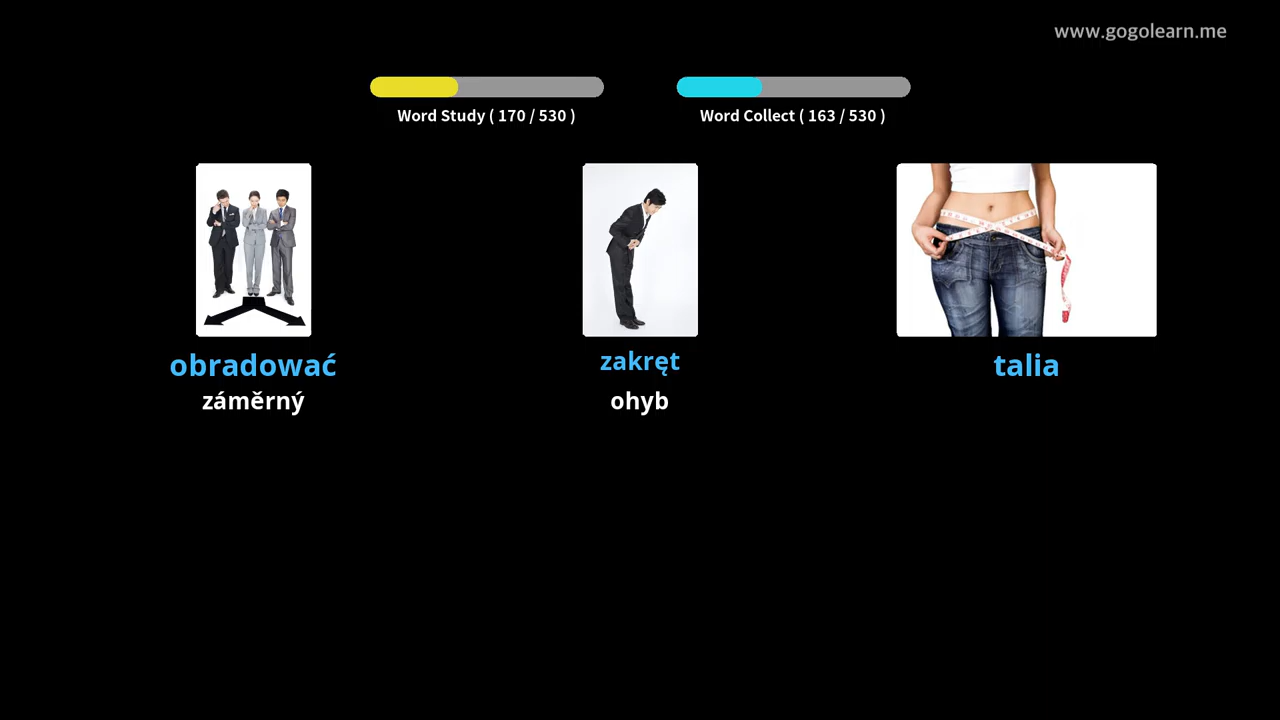 www.gogolearn.me
Word Study ( 170 / 530 )
Word Collect ( 163 / 530 )
obradować
zakręt
talia
záměrný
ohyb